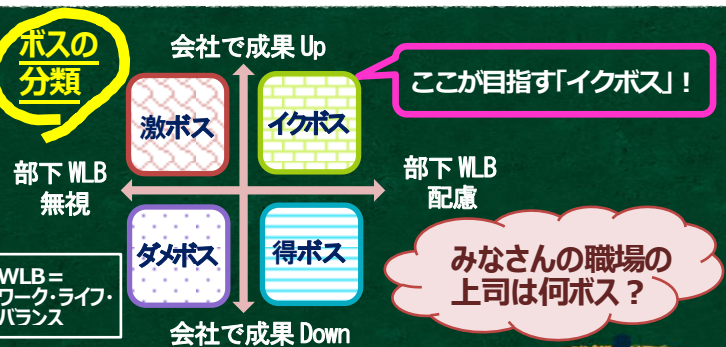 ボスの
分類
会社で成果 Up
ここが目指す「イクボス」！
激ボス
イクボス
部下 WLB
無視
部下 WLB
配慮
ダメボス
得ボス
WLB＝
ワーク・ライフ・
バランス
みなさんの職場の
上司は何ボス？
会社で成果 Down